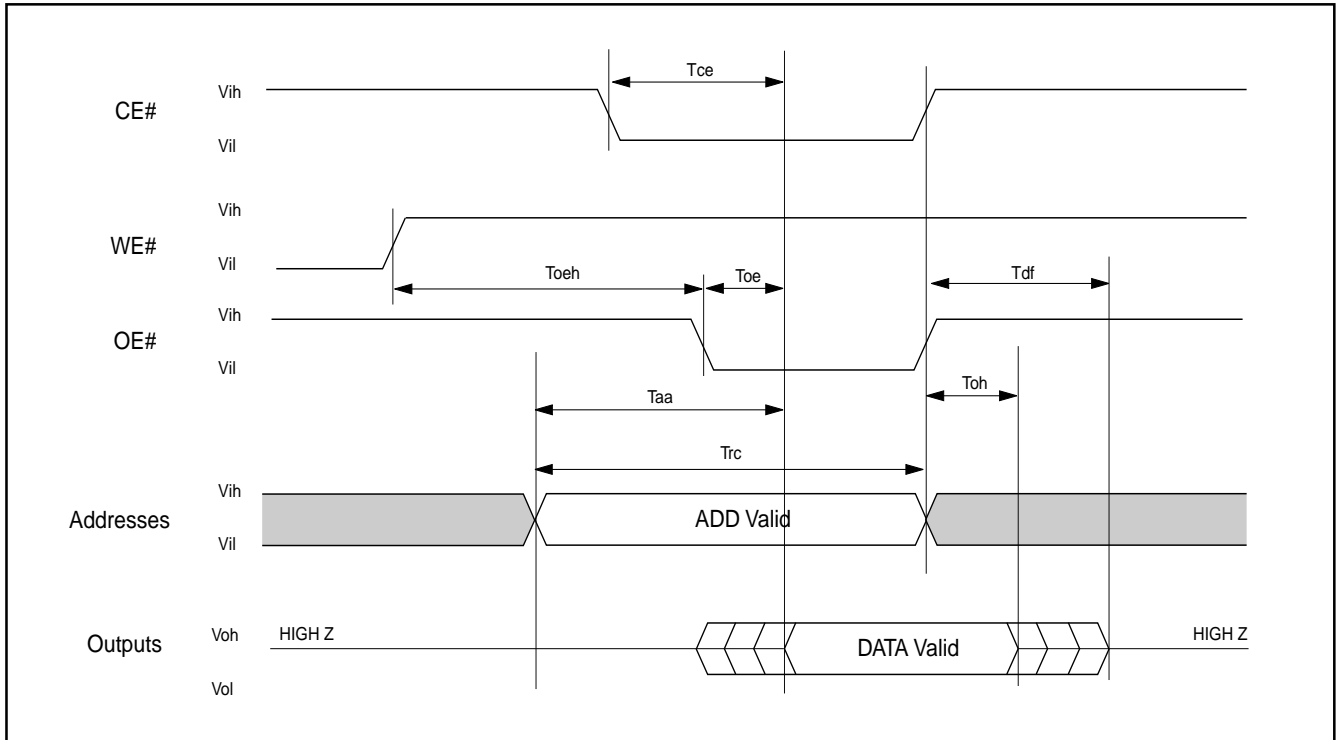 Tce
CE#
Vih
Vil
WE#
Vih
Vil
Toeh
Toe
Tdf
OE#
Vih
Vil
Toh
Taa
Trc
Addresses
Vih
Vil
ADD Valid
Outputs
Voh
Vol
HIGH Z
DATA Valid
HIGH Z